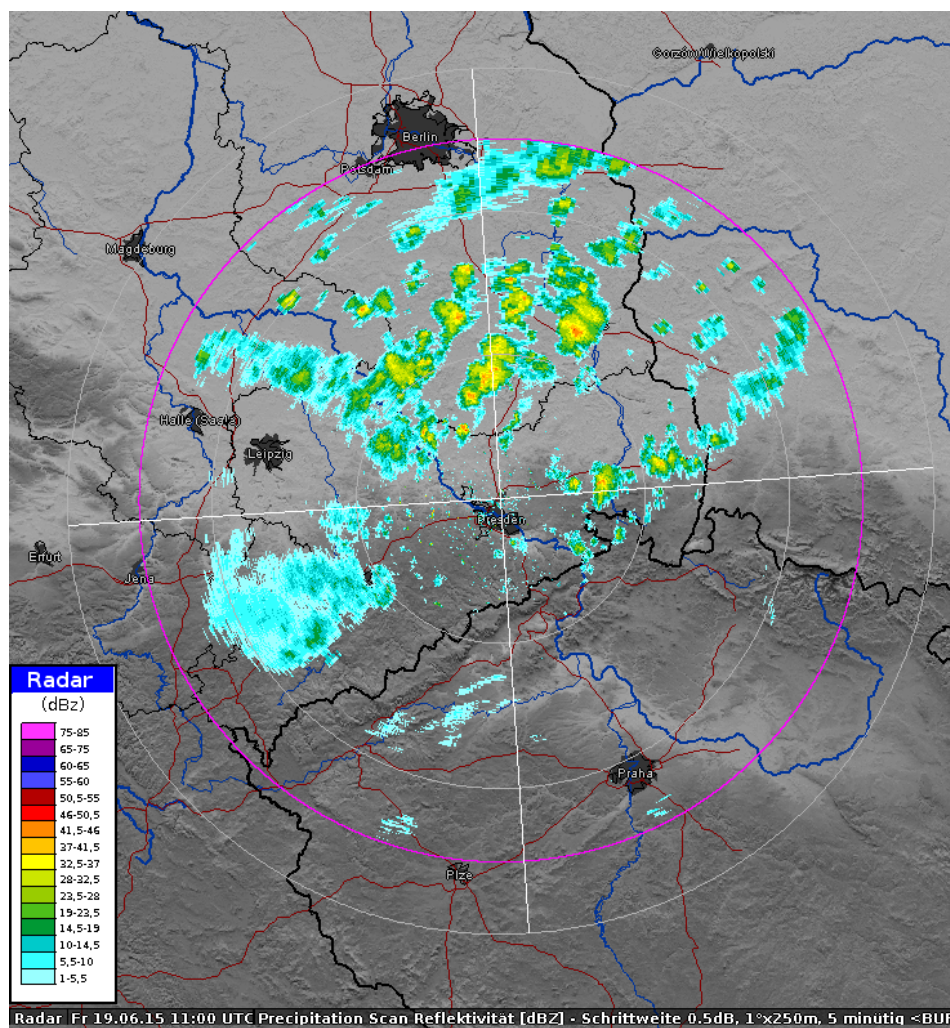 Gorzów Wielkopolski
Berlin
Potsdam
Magdeburg
Halle (Saale)
Leipzig
Dresden
Erfurt
Jena
Praha
Plze
Radar
(dBz)
75-85
65-75
60-65
55-60
50,5-55
46-50,5
41,5-46
37-41,5
32,5-37
28-32,5
23,5-28
19-23,5
14,5-19
10-14,5
5,5-10
1-5,5
Radar Fr 19.06.15 11:00 UTC Precipitation Scan Reflektivität [dBZ] - Schrittweite 0.5dB, 1°x250m, 5 minütig <BUF